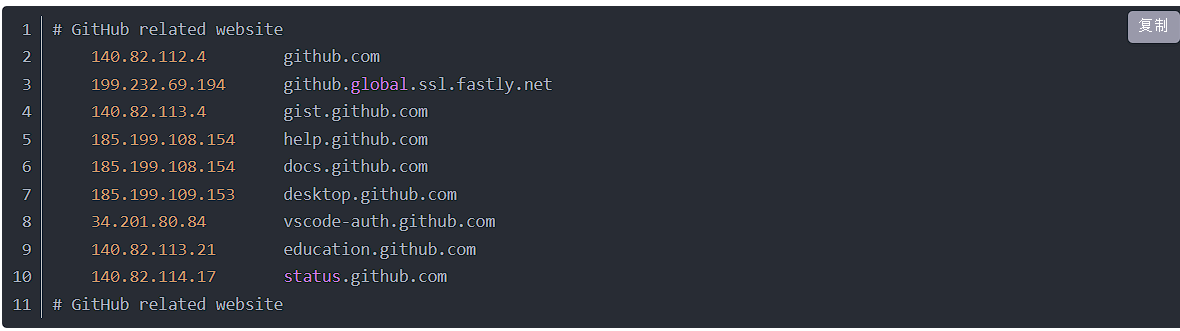 复制
1 # GitHub related website
2 140.82.112.4 github.com
3 199.232.69.194 github.global.ssl.fastly.net
4 140.82.113.4 gist.github.com
5 185.199.108.154 help.github.com
6 185.199.108.154 docs.github.com
7 185.199.109.153 desktop.github.com
8 34.201.80.84 vscode-auth.github.com
9 140.82.113.21 education.github.com
10 140.82.114.17 status.github.com
11 # GitHub related website